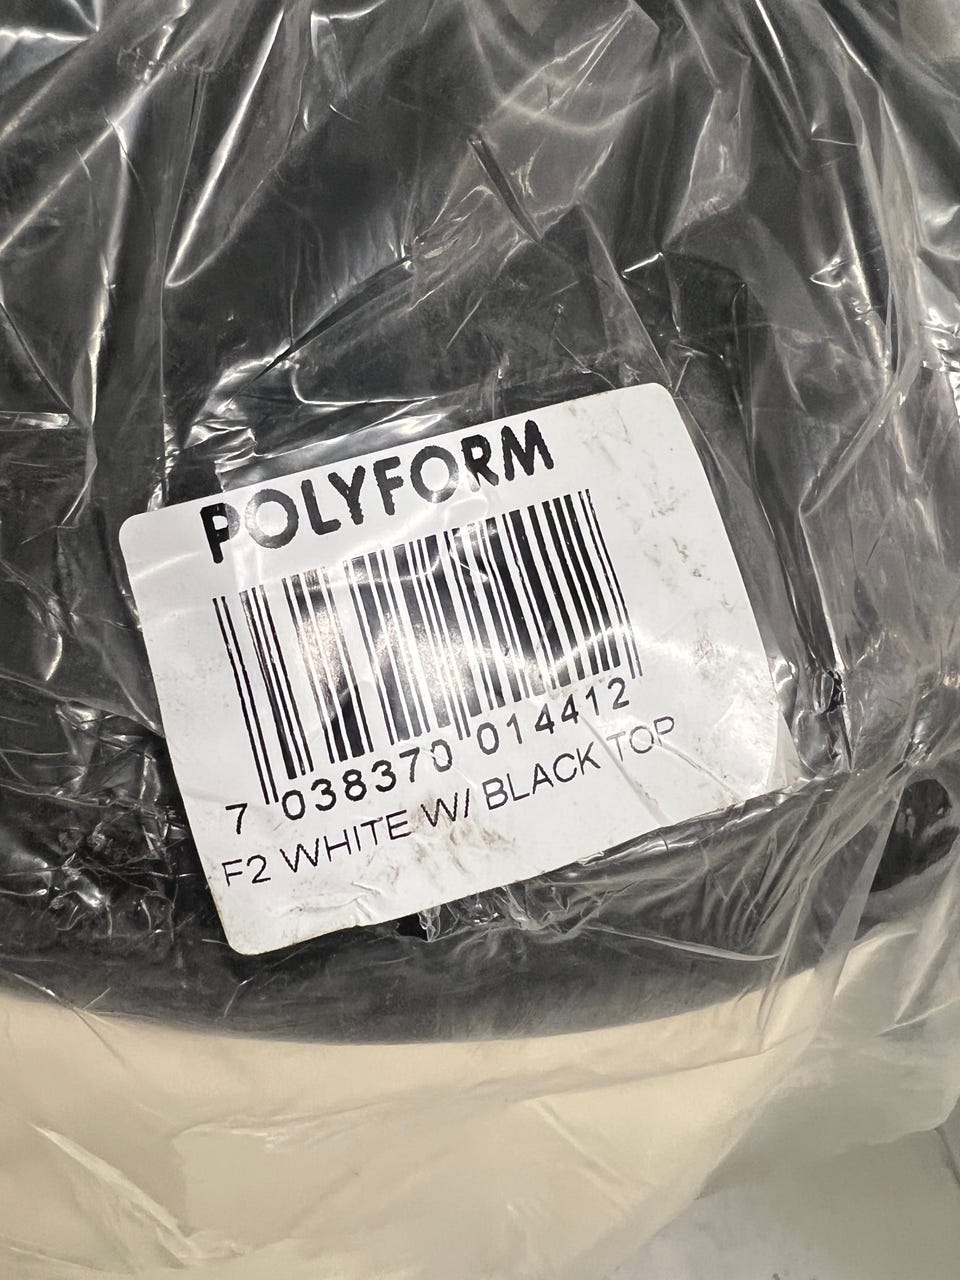 POLYFORM
7 038370 014412
F2 WHITE W/ BLACK TOP